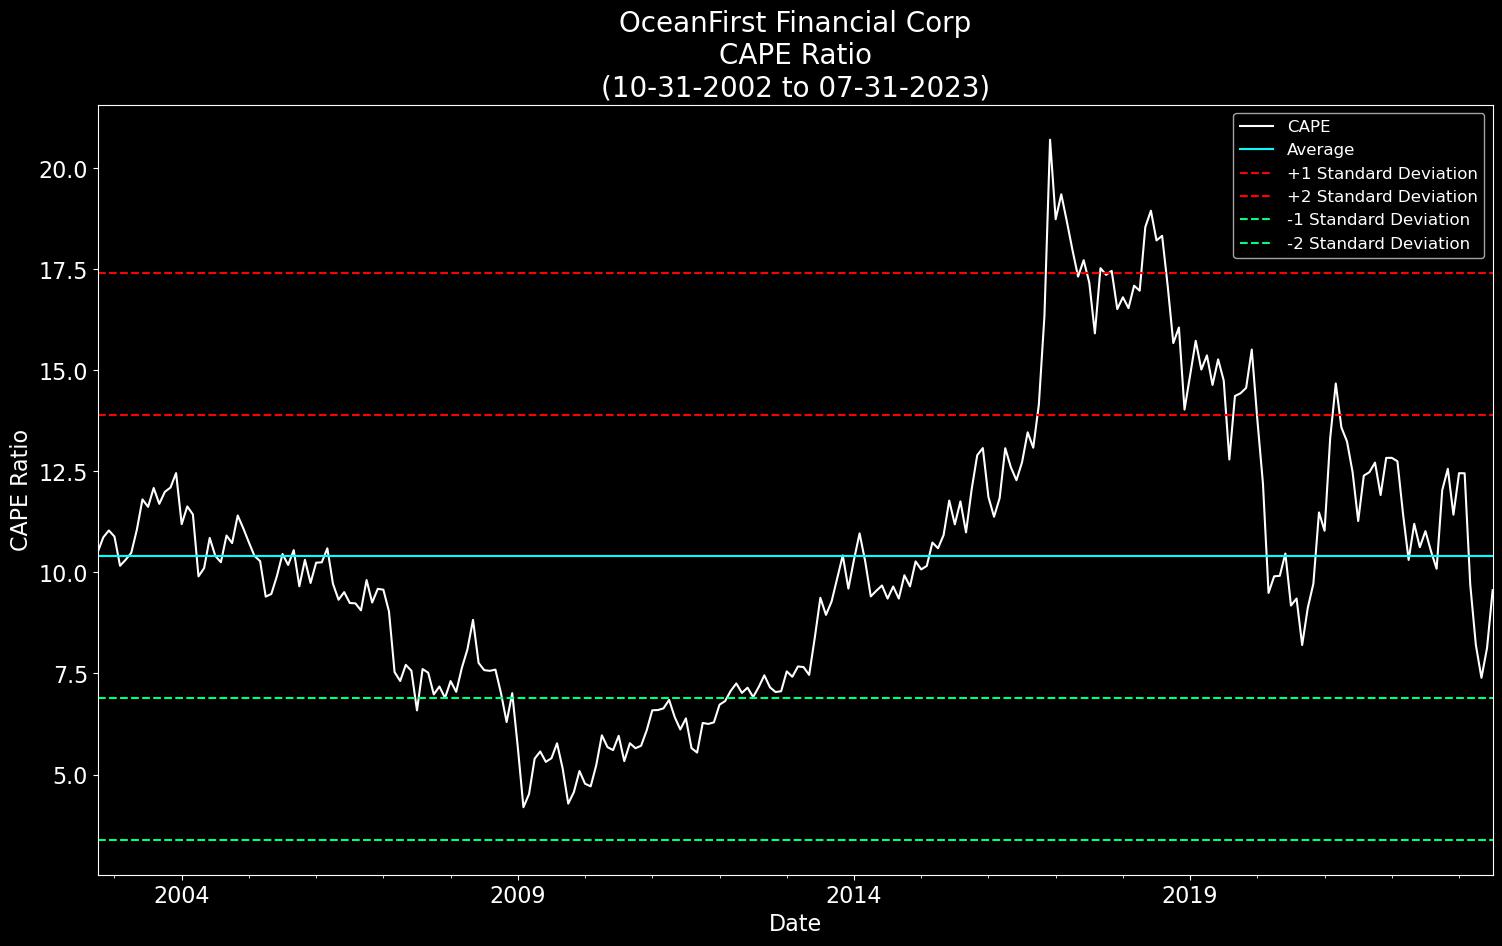 OceanFirst Financial Corp
CAPE Ratio
(10-31-2002 to 07-31-2023)
CAPE
Average
+1 Standard Deviation
+2 Standard Deviation
-1 Standard Deviation
-2 Standard Deviation
20.0
17.5
15.0
12.5
10.0
7.5
5.0
CAPE Ratio
2004 2009 2014 2019
Date